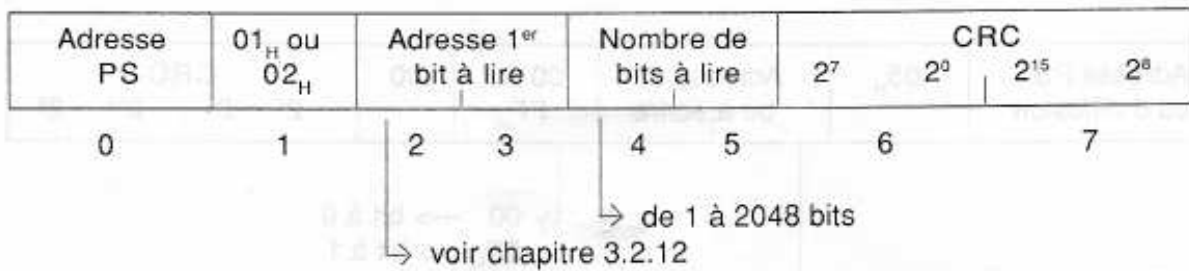 Adresse PS 01H ou 02H Adresse 1er bit à lire Nombre de bits à lire CRC 2⁷ 2⁰ 2¹⁵ 2⁸
0 1 2 3 4 5 6 7
→ de 1 à 2048 bits
→ voir chapitre 3.2.12